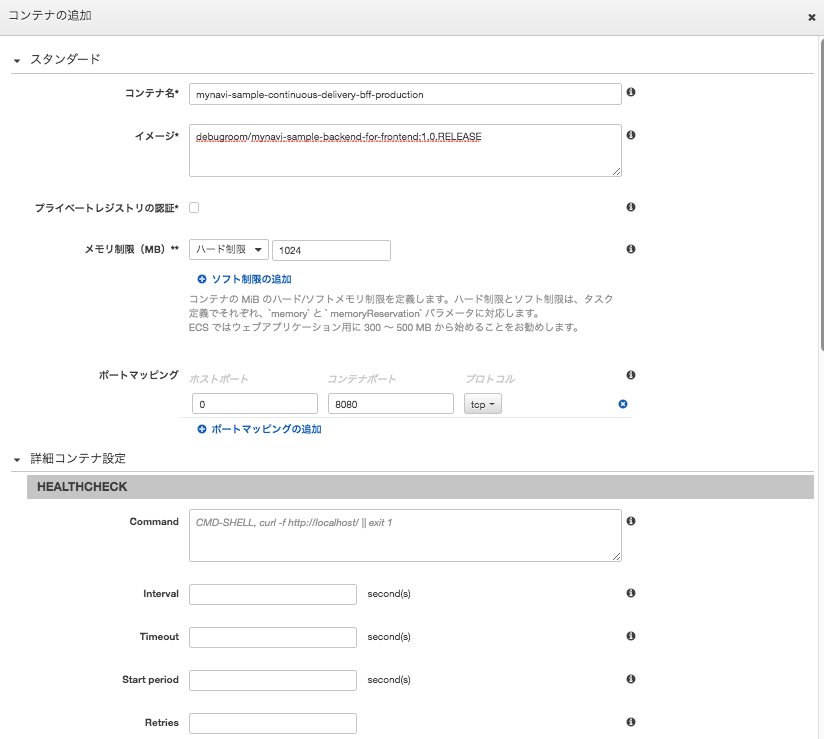 コンテナの追加
スタンダード
コンテナ名* mynavi-sample-continuous-delivery-bff-production
イメージ* debugroom/mynavi-sample-backend-for-frontend:1.0.RELEASE
プライベートレジストリの認証*
メモリ制限（MB）** ハード制限 1024
ソフト制限の追加
コンテナの MiB のハード/ソフトメモリ制限を定義します。ハード制限とソフト制限は、タスク
定義でそれぞれ、`memory` と ` memoryReservation` パラメータに対応します。
ECS ではウェブアプリケーション用に 300 ～ 500 MB から始めることをお勧めします。
ポートマッピング ホストポート コンテナポート プロトコル
0 8080 tcp
ポートマッピングの追加
詳細コンテナ設定
HEALTHCHECK
Command CMD-SHELL, curl -f http://localhost/ || exit 1
Interval second(s)
Timeout second(s)
Start period second(s)
Retries